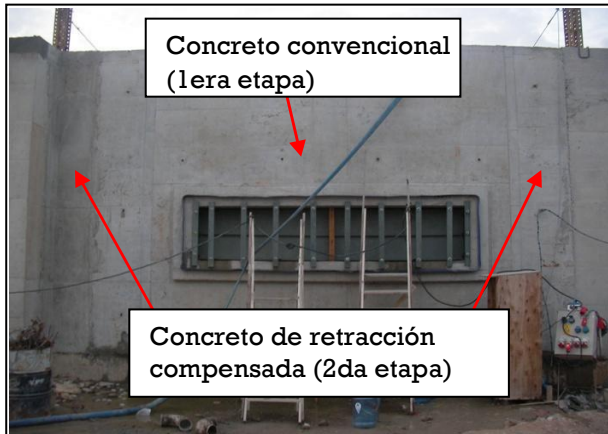 Concreto convencional
(1era etapa)
Concreto de retracción
compensada (2da etapa)